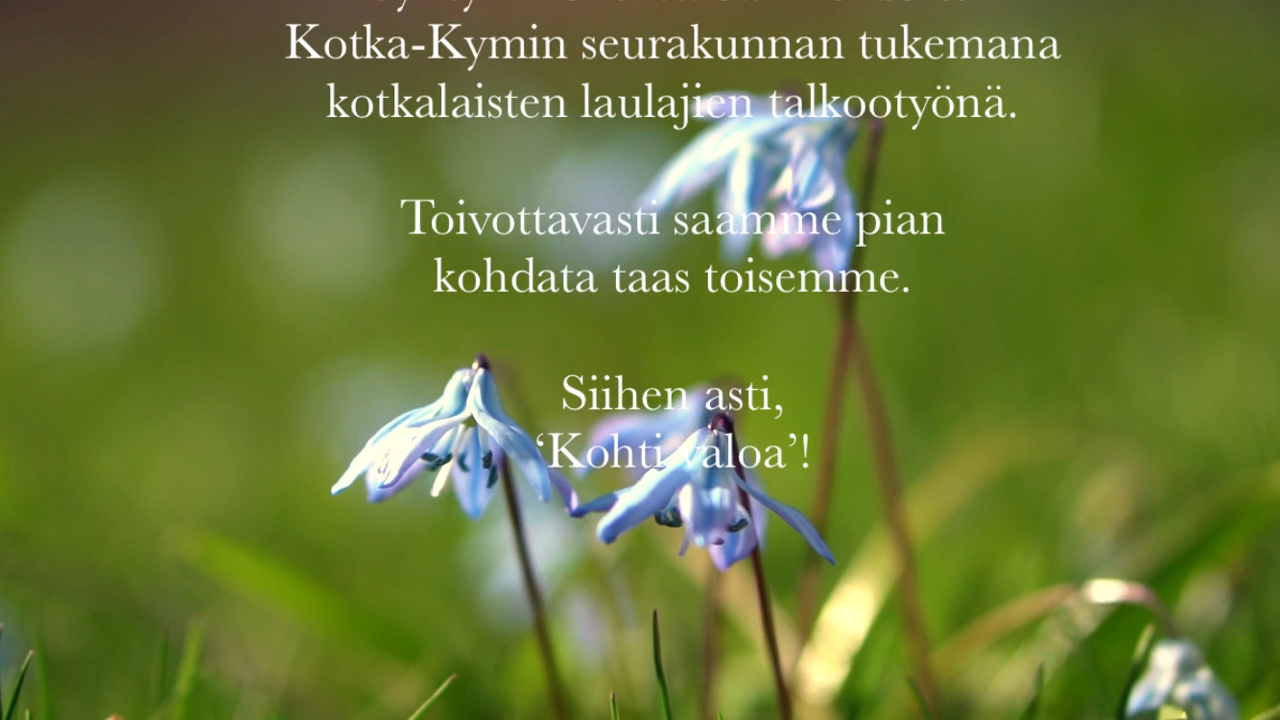 Kotka-Kymin seurakunnan tukemana
kotkalaisten laulajien talkootyönä.
Toivottavasti saamme pian
kohdata taas toisemme.
Siihen asti,
‘Kohti valoa’!